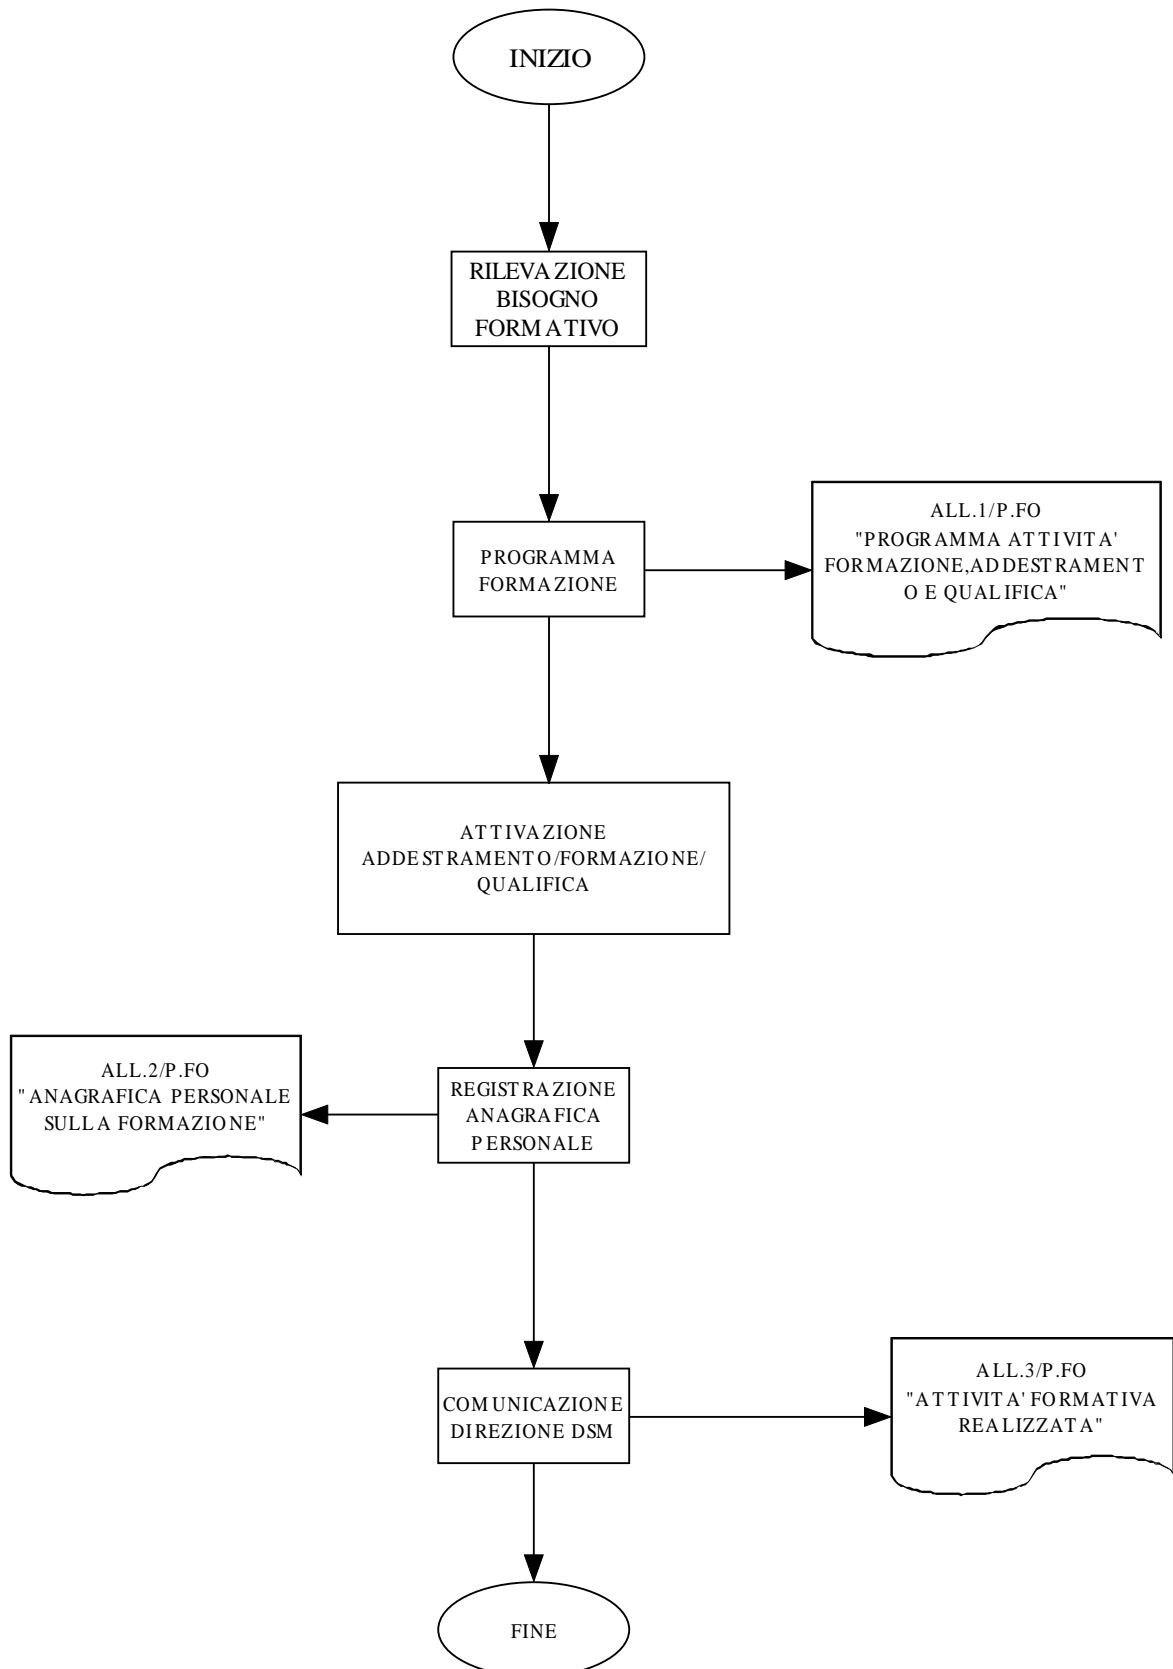 INIZIO
RILEVAZIONE
BISOGNO
FORMATIVO
PROGRAMMA
FORMAZIONE
ALL.1/P.FO
"PROGRAMMA ATTIVITA'
FORMAZIONE,ADDESTRAMENT
O E QUALIFICA"
ATTIVAZIONE
ADDESTRAMENTO/FORMAZIONE/
QUALIFICA
ALL.2/P.FO
"ANAGRAFICA PERSONALE
SULLA FORMAZIONE"
REGISTRAZIONE
ANAGRAFICA
PERSONALE
COMUNICAZIONE
DIREZIONE DSM
ALL.3/P.FO
"ATTIVITA' FORMATIVA
REALIZZATA"
FINE